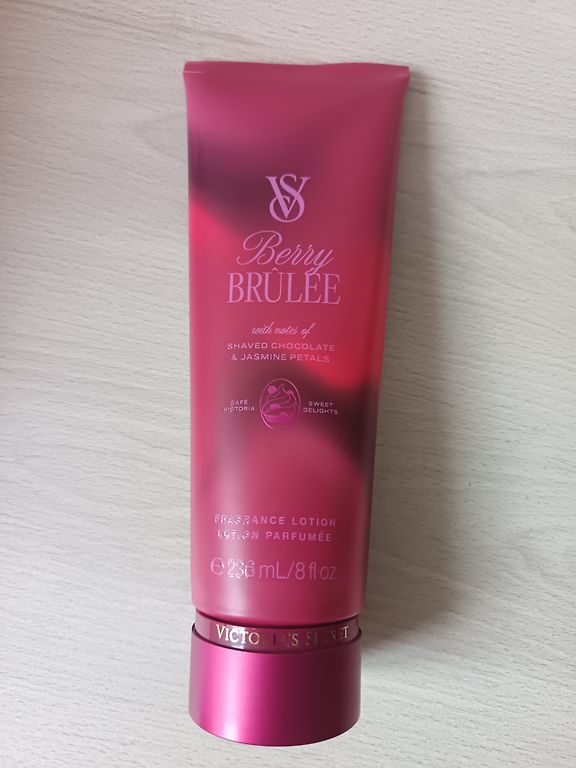 VS
Berry
BRÛLÉE
with notes of
SHAVED CHOCOLATE
& JASMINE PETALS
CAFÉ VICTORIA
SWEET DELIGHTS
FRAGRANCE LOTION
LOTION PARFUMÉE
℮ 236 mL/8 fl oz
VICTORIA'S SECRET